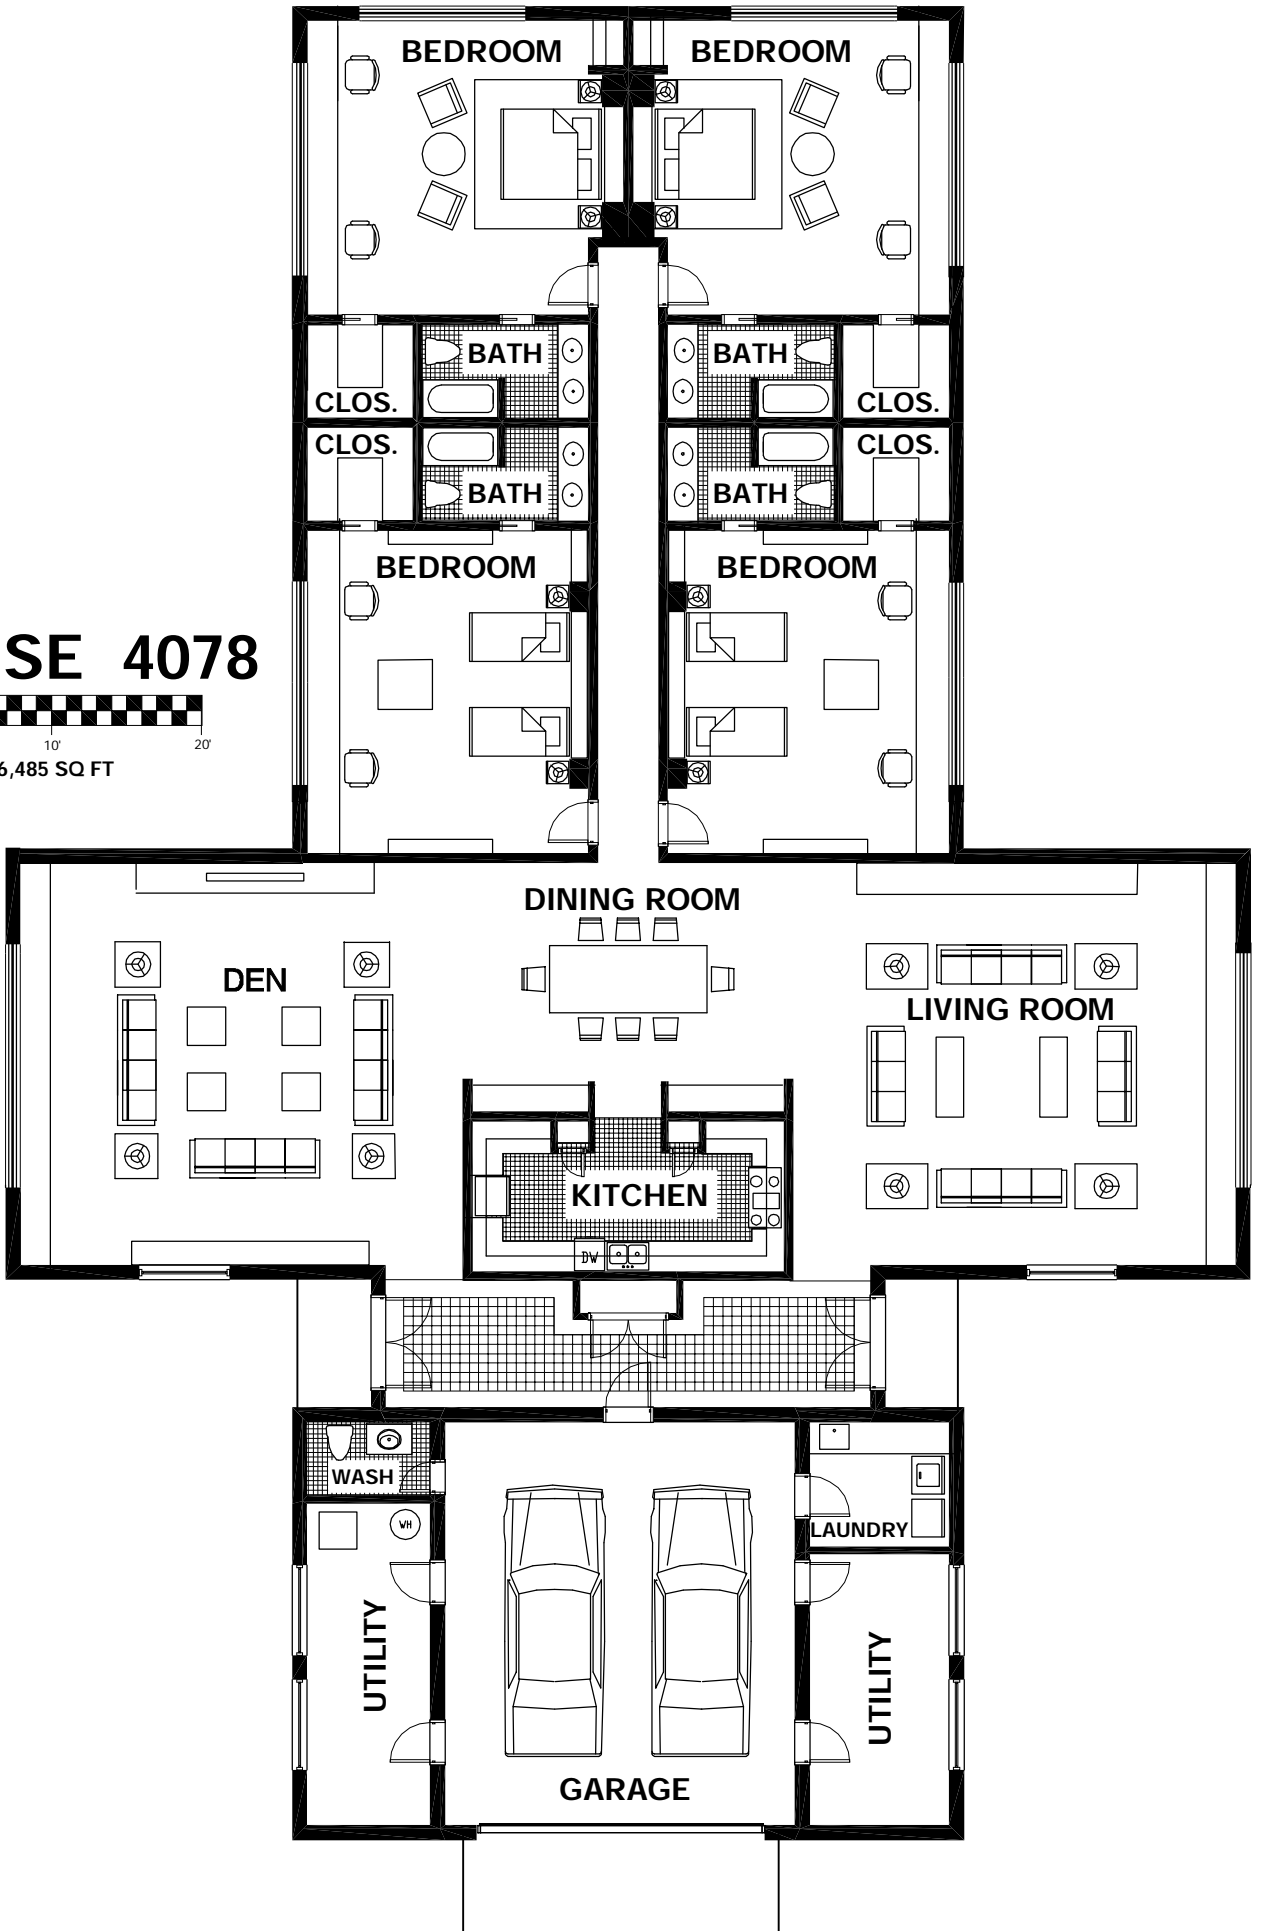 BEDROOM BEDROOM
BATH BATH
CLOS. CLOS.
CLOS. CLOS.
BATH BATH
BEDROOM BEDROOM
SE 4078
10' 20'
6,485 SQ FT
DINING ROOM
DEN
LIVING ROOM
KITCHEN
DW
WASH
WH
LAUNDRY
UTILITY
UTILITY
GARAGE